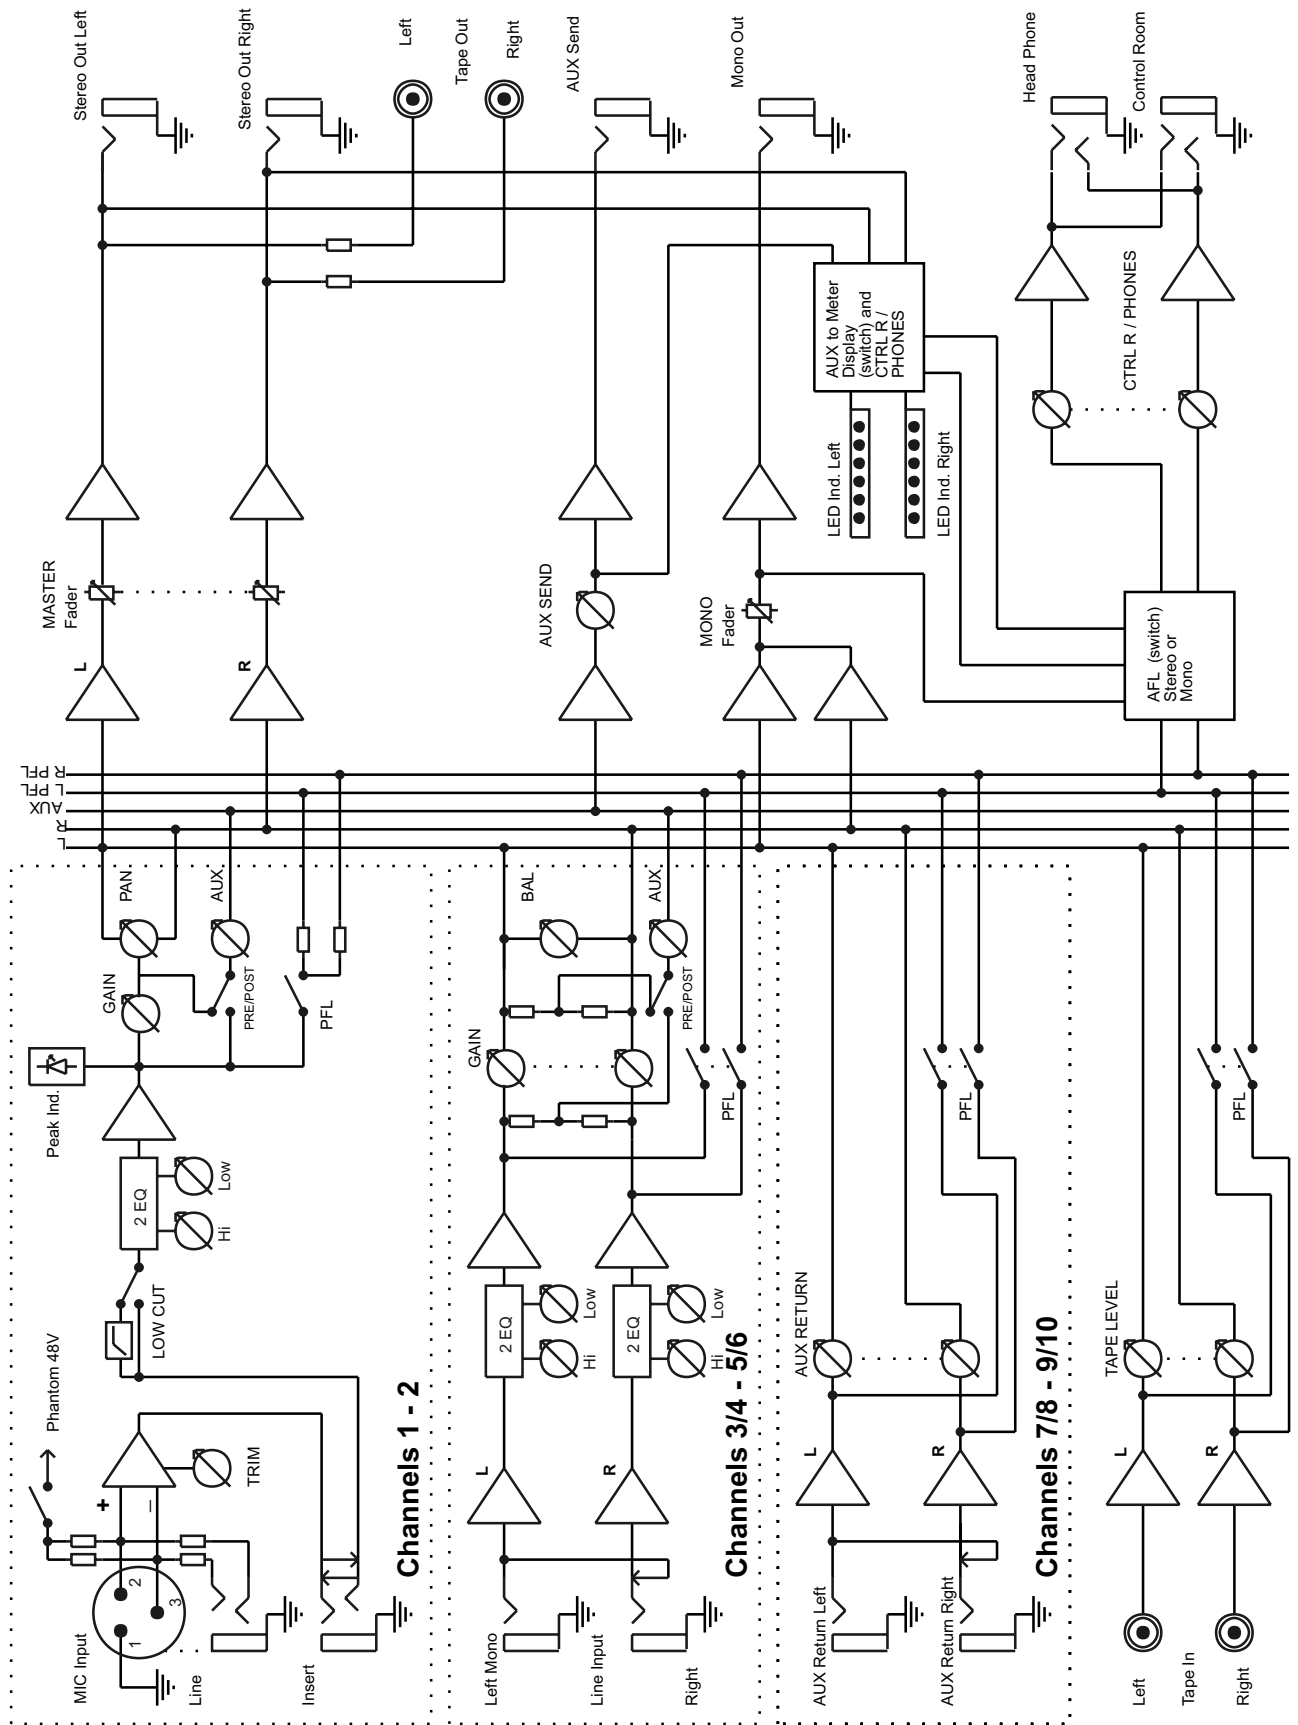 Stereo Out Left
Stereo Out Right
Left
Tape Out
Right
AUX Send
Mono Out
Head Phone
Control Room
MASTER
Fader
L
R
AUX SEND
MONO
Fader
AUX to Meter
Display
(switch) and
CTRL R /
PHONES
LED Ind. Left
LED Ind. Right
CTRL R / PHONES
AFL (switch)
Stereo or
Mono
R PFL
L PFL
AUX
R
L
MIC Input
1
2
3
Line
Insert
Phantom 48V
+
–
TRIM
LOW CUT
2 EQ
Hi
Low
Peak Ind.
GAIN
PAN
AUX
PRE/POST
PFL
Channels 1 - 2
Left Mono
Line Input
Right
L
R
2 EQ
Hi
Low
2 EQ
Hi
Low
GAIN
BAL
AUX
PRE/POST
PFL
Channels 3/4 - 5/6
AUX Return Left
AUX Return Right
L
R
AUX RETURN
PFL
Channels 7/8 - 9/10
Left
Tape In
Right
L
R
TAPE LEVEL
PFL